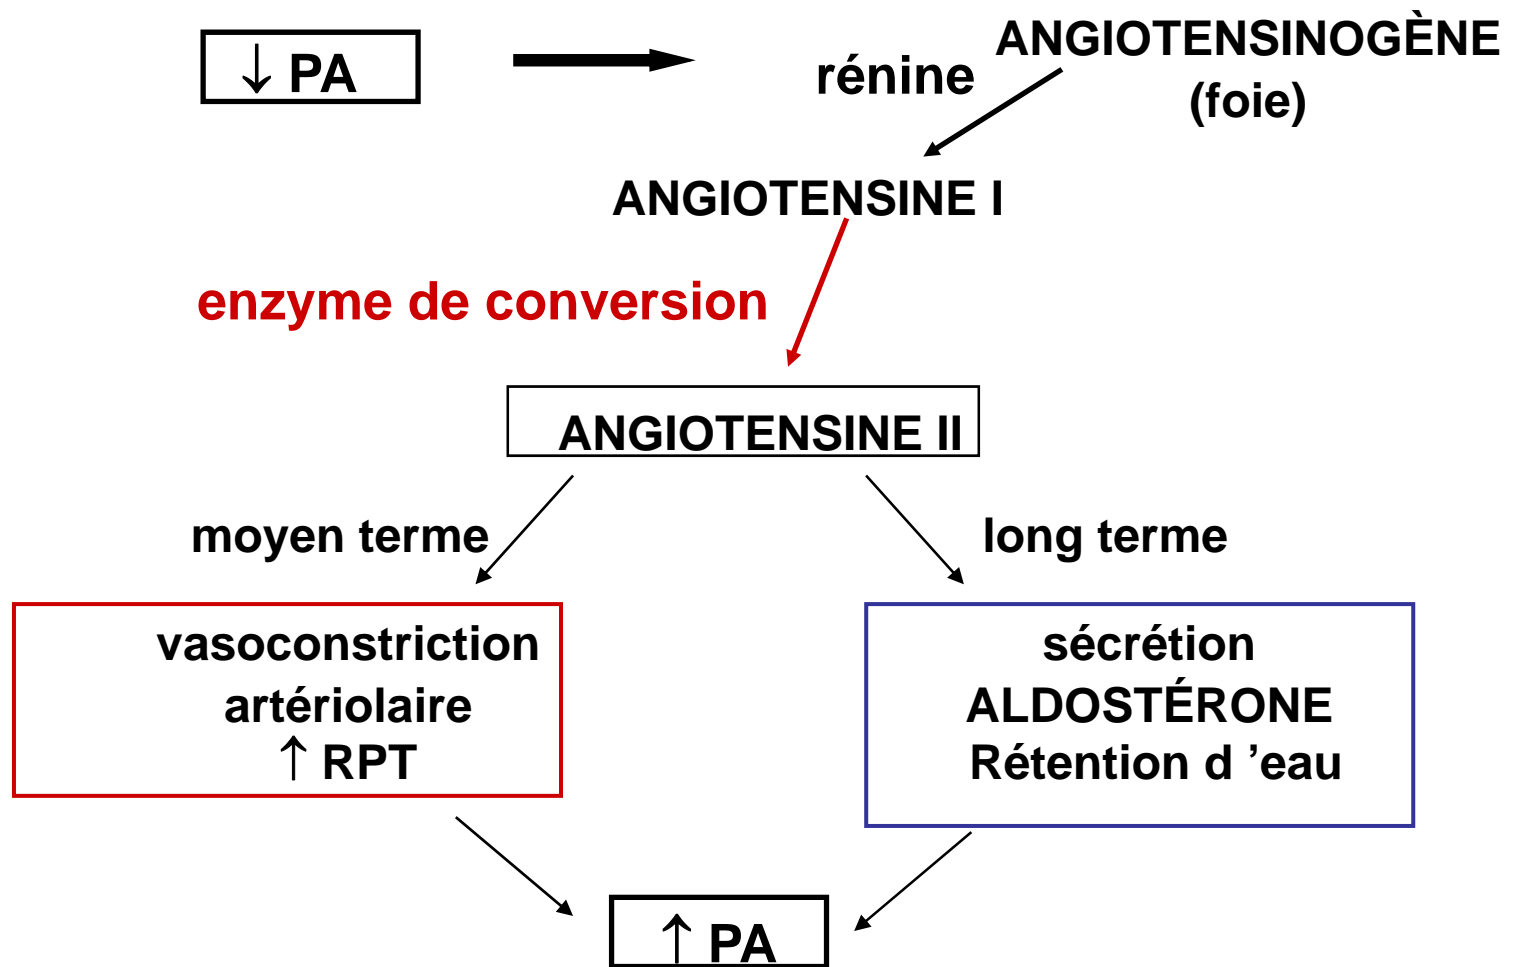 ↓ PA
rénine
ANGIOTENSINOGÈNE
(foie)
ANGIOTENSINE I
enzyme de conversion
ANGIOTENSINE II
moyen terme
long terme
vasoconstriction
artériolaire
↑ RPT
sécrétion
ALDOSTÉRONE
Rétention d ’eau
↑ PA